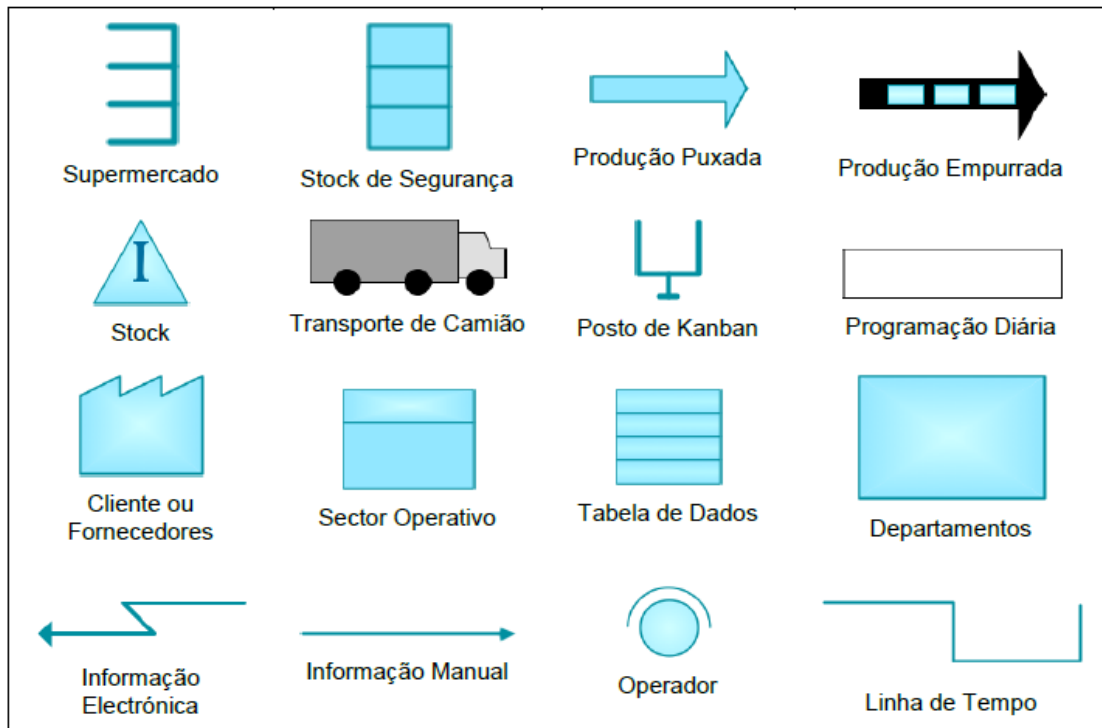 Supermercado
Stock de Segurança
Produção Puxada
Produção Empurrada
I
Stock
Transporte de Camião
Posto de Kanban
Programação Diária
Cliente ou
Fornecedores
Sector Operativo
Tabela de Dados
Departamentos
Informação
Electrónica
Informação Manual
Operador
Linha de Tempo